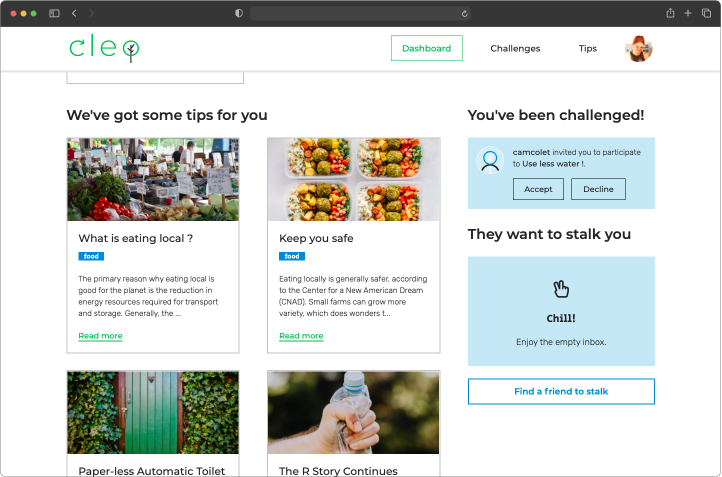 cleo
Dashboard
Challenges
Tips
We've got some tips for you
What is eating local ?
food
The primary reason why eating local is
good for the planet is the reduction in
energy resources required for transport
and storage. Generally, the ...
Read more
Keep you safe
food
Eating locally is generally safer, according
to the Center for a New American Dream
(CNAD). Small farms can grow more
variety, which does wonders t...
Read more
Paper-less Automatic Toilet
The R Story Continues
You've been challenged!
camcolet invited you to participate
to Use less water !.
Accept
Decline
They want to stalk you
Chill!
Enjoy the empty inbox.
Find a friend to stalk